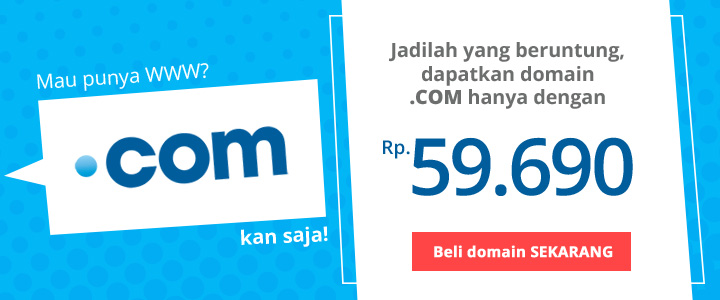 Mau punya WWW?
.com
kan saja!
Jadilah yang beruntung,
dapatkan domain
.COM hanya dengan
Rp. 59.690
Beli domain SEKARANG